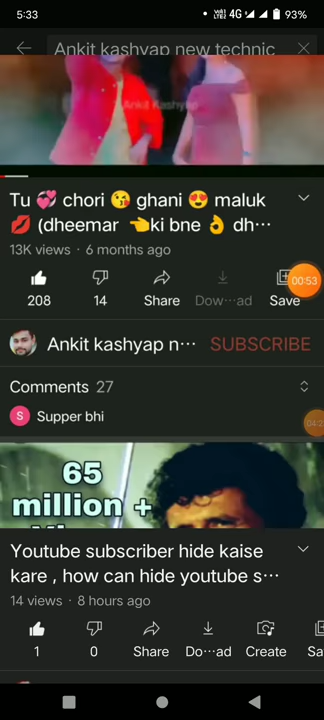 5:33
4G
93%
Ankit kashyap new technic
Ankit Kashyap
Tu 💞 chori 😘 ghani 😍 maluk
💋 (dheemar 👈ki bne 👌 dh...
13K views · 6 months ago
208
14
Share
Dow...ad
Save
00:53
Ankit kashyap n...
SUBSCRIBE
Comments 27
S
Supper bhi
65
million +
Youtube subscriber hide kaise
kare , how can hide youtube s...
14 views · 8 hours ago
1
0
Share
Do...ad
Create
Sa